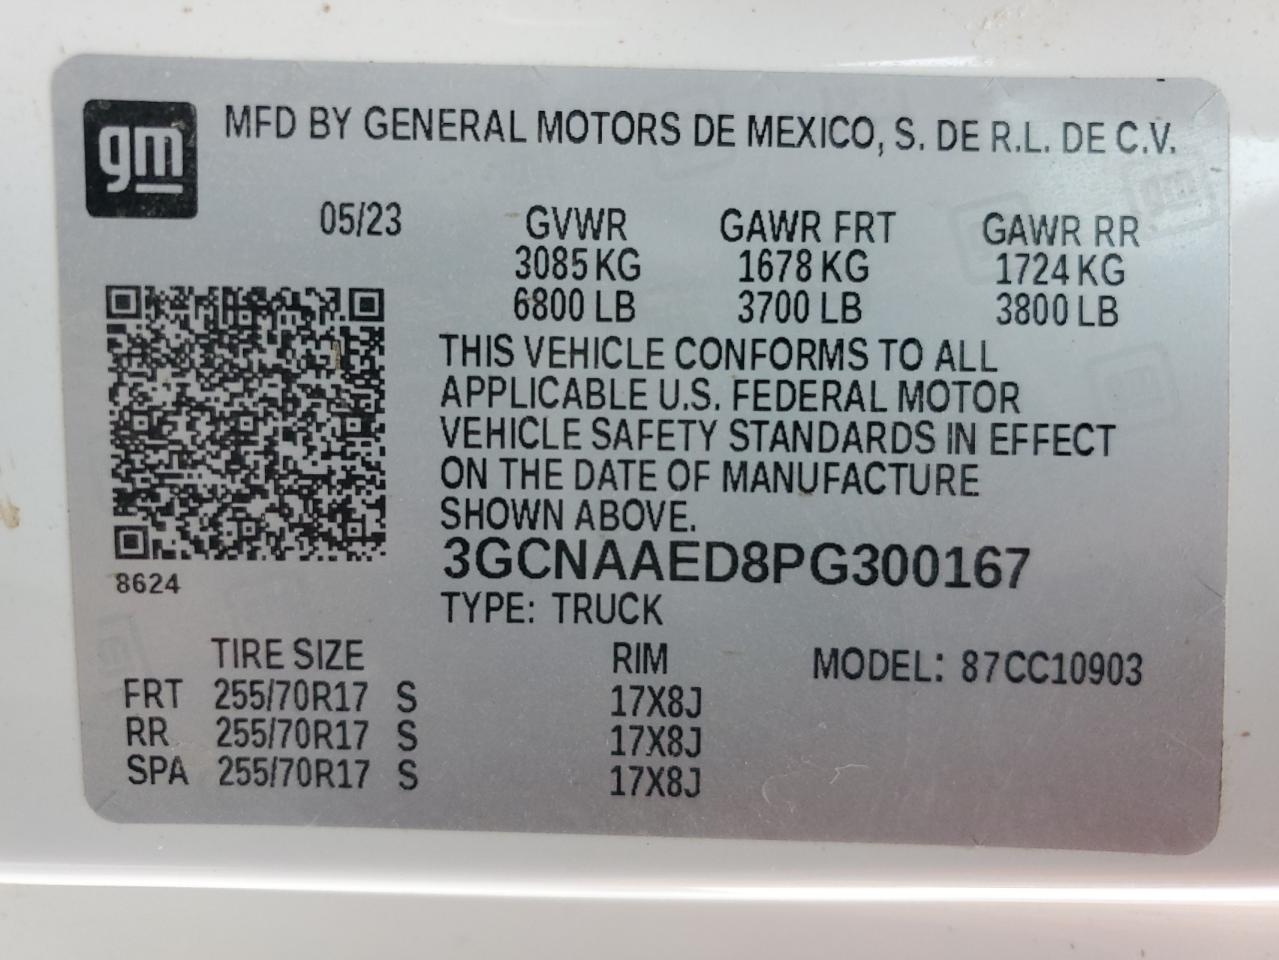 gm
MFD BY GENERAL MOTORS DE MEXICO, S. DE R.L. DE C.V.
05/23 GVWR GAWR FRT GAWR RR
3085 KG 1678 KG 1724 KG
6800 LB 3700 LB 3800 LB
THIS VEHICLE CONFORMS TO ALL
APPLICABLE U.S. FEDERAL MOTOR
VEHICLE SAFETY STANDARDS IN EFFECT
ON THE DATE OF MANUFACTURE
SHOWN ABOVE.
3GCNAAED8PG300167
8624
TYPE: TRUCK
TIRE SIZE RIM MODEL: 87CC10903
FRT 255/70R17 S 17X8J
RR 255/70R17 S 17X8J
SPA 255/70R17 S 17X8J